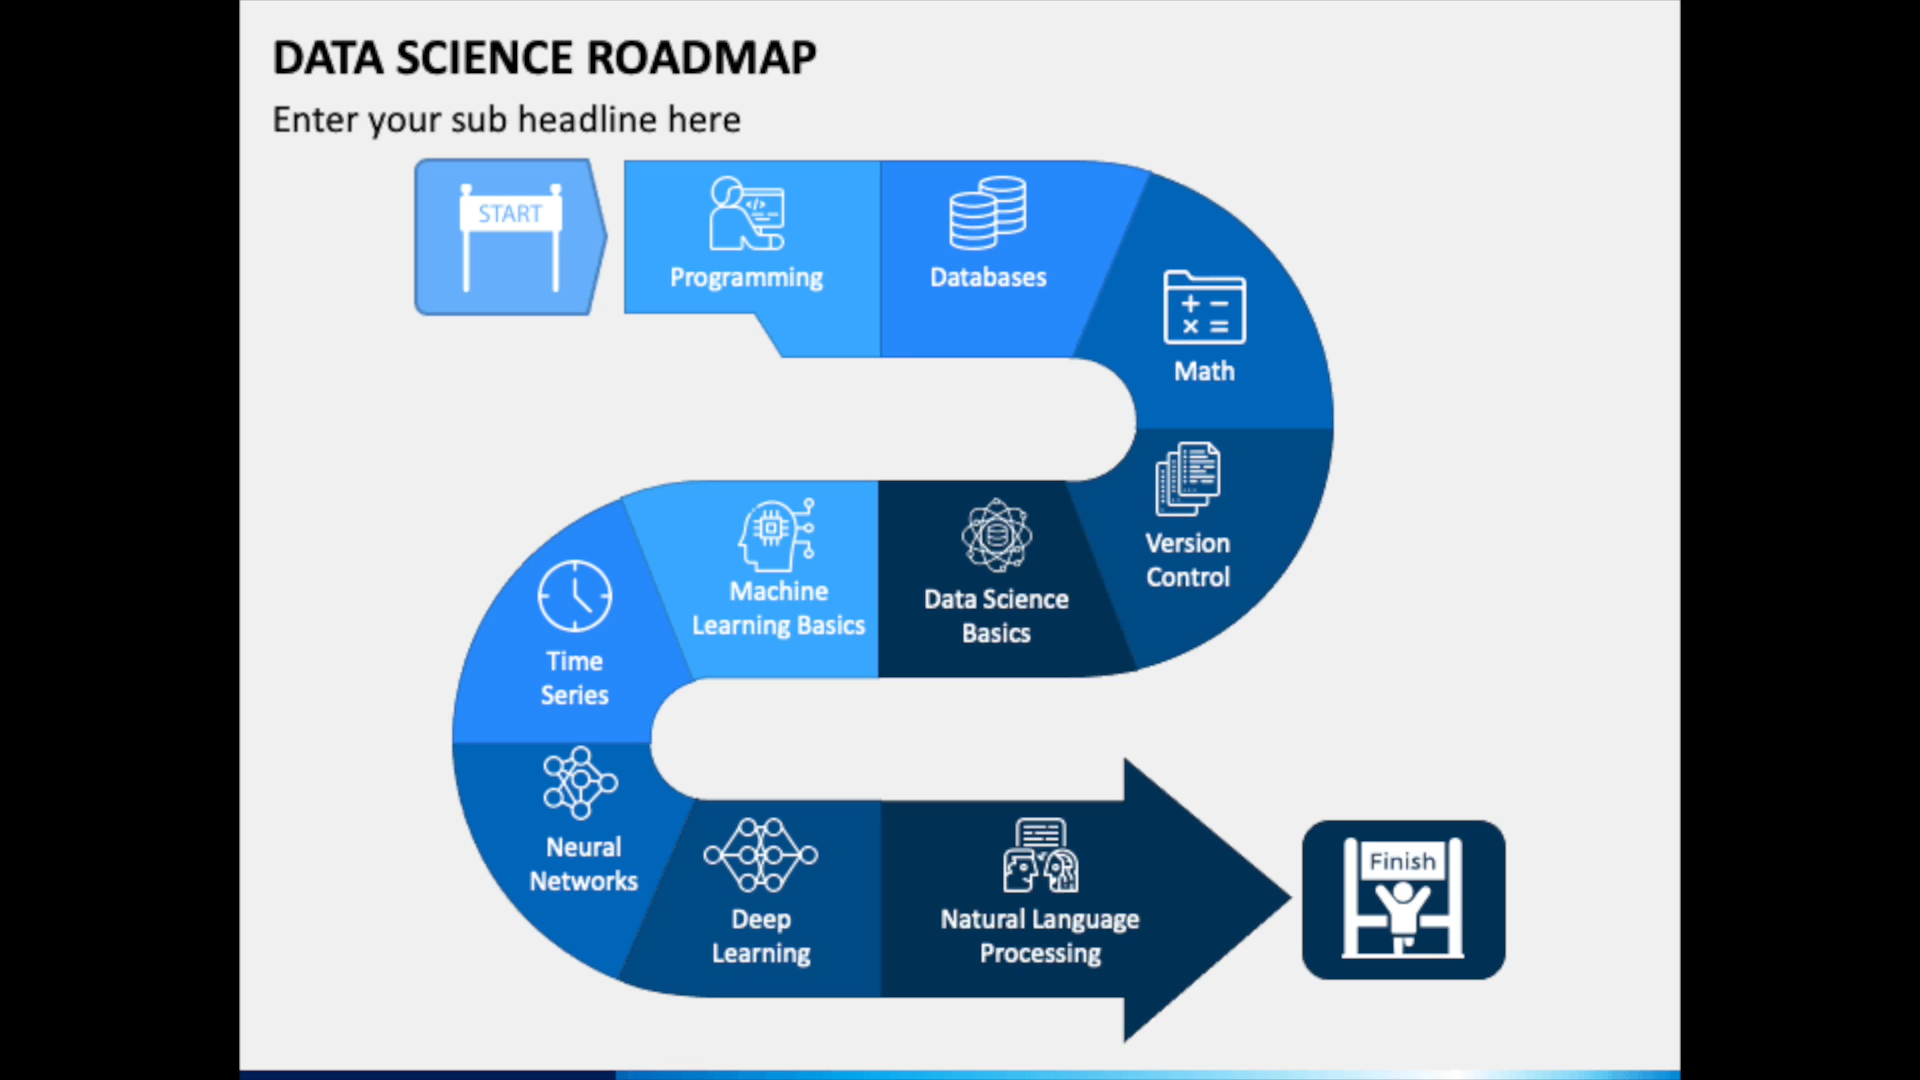 DATA SCIENCE ROADMAP
Enter your sub headline here
START
Programming
Databases
Math
Version
Control
Data Science
Basics
Machine
Learning Basics
Time
Series
Neural
Networks
Deep
Learning
Natural Language
Processing
Finish